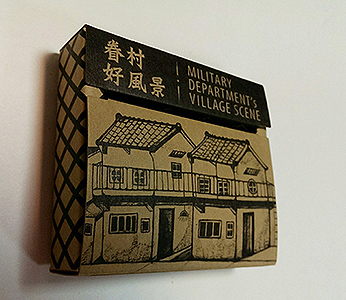 眷村
好風景
MILITARY
DEPARTMENT's
VILLAGE SCENE